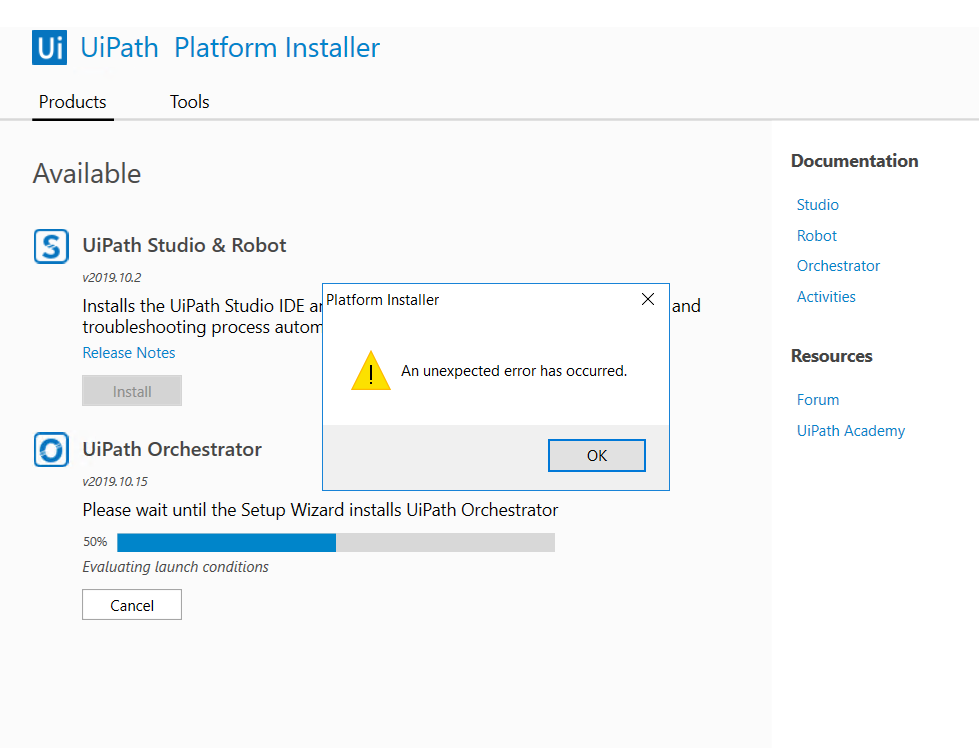 Ui UiPath Platform Installer
Products Tools
Available
UiPath Studio & Robot
v2019.10.2
Installs the UiPath Studio IDE and
troubleshooting process autom
Release Notes
Install
UiPath Orchestrator
v2019.10.15
Please wait until the Setup Wizard installs UiPath Orchestrator
50%
Evaluating launch conditions
Cancel
Platform Installer
An unexpected error has occurred.
OK
Documentation
Studio
Robot
Orchestrator
Activities
Resources
Forum
UiPath Academy